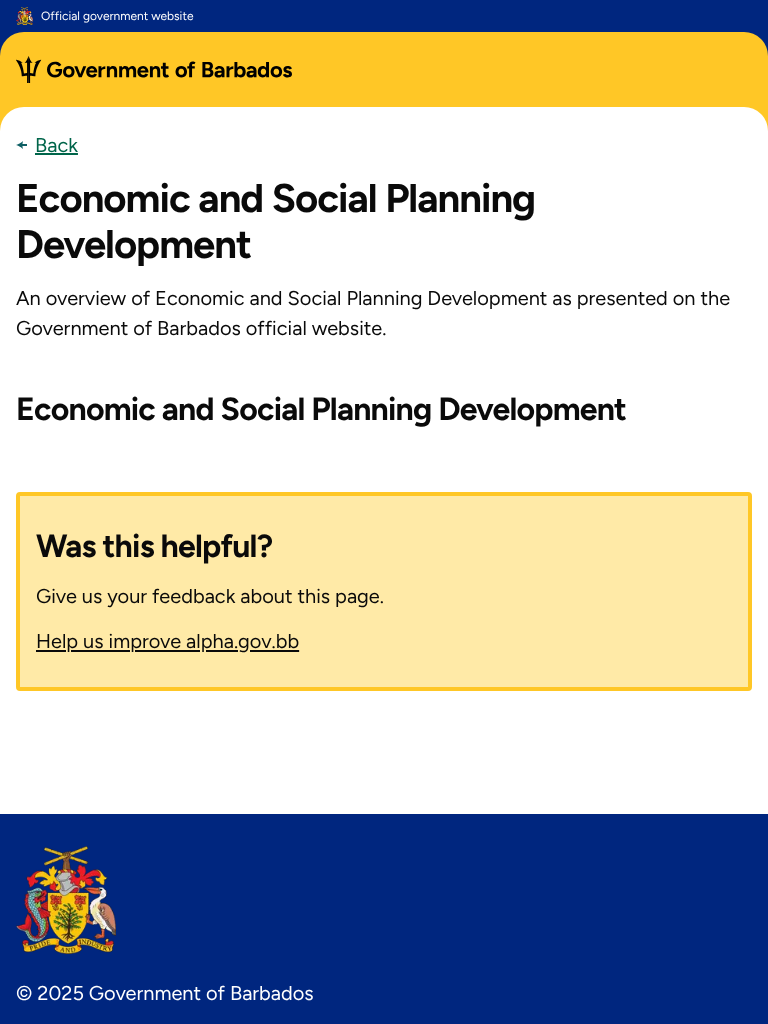 Official government website
Government of Barbados
Back
Economic and Social Planning
Development
An overview of Economic and Social Planning Development as presented on the
Government of Barbados official website.
Economic and Social Planning Development
Was this helpful?
Give us your feedback about this page.
Help us improve alpha.gov.bb
PRIDE AND INDUSTRY
© 2025 Government of Barbados